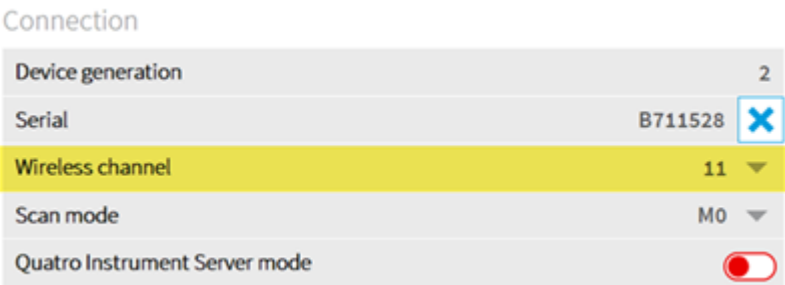 Connection
Device generation 2
Serial B711528
Wireless channel 11
Scan mode M0
Quatro Instrument Server mode